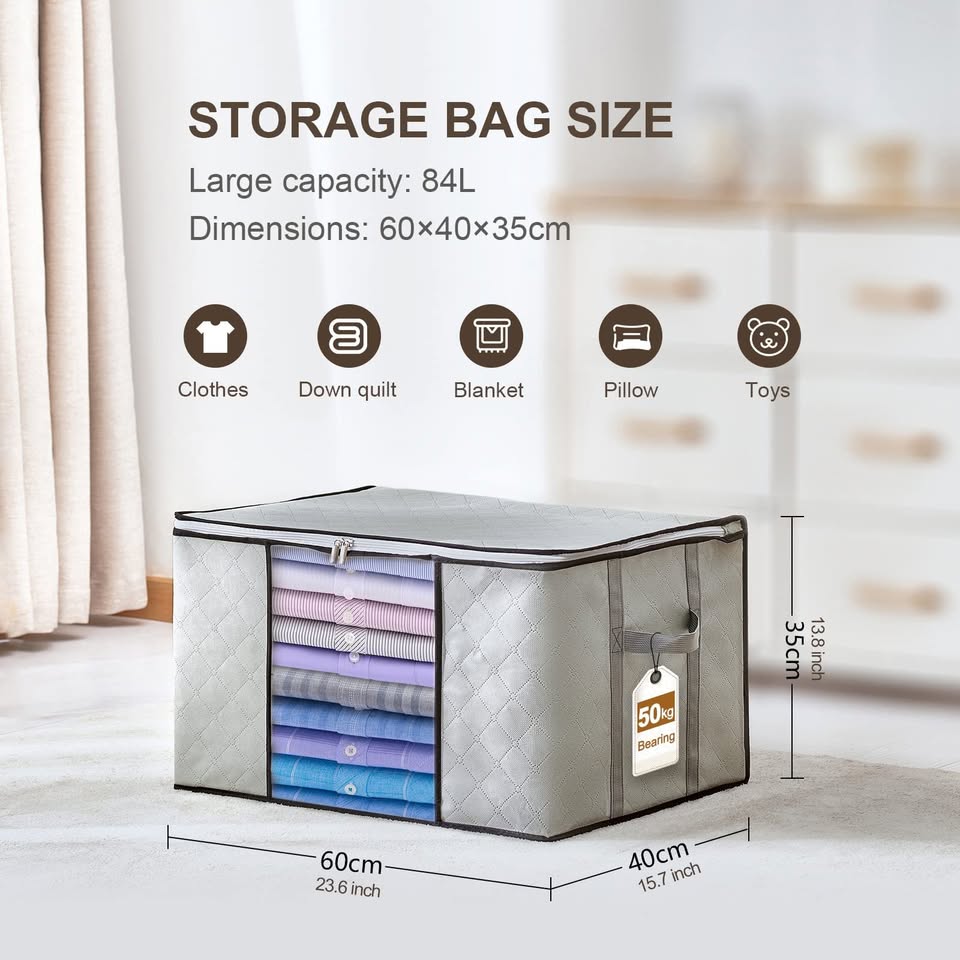 STORAGE BAG SIZE
Large capacity: 84L
Dimensions: 60×40×35cm
Clothes
Down quilt
Blanket
Pillow
Toys
13.8 inch
35cm
50kg
Bearing
60cm
23.6 inch
40cm
15.7 inch